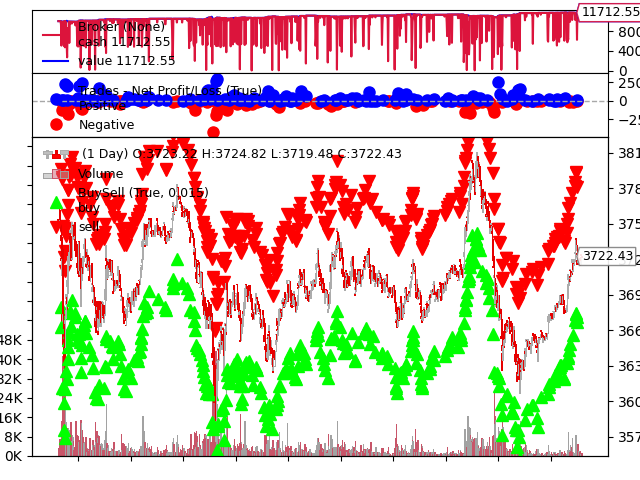 Broker (None)
cash 11712.55
value 11712.55
11712.55
800
400
0
Trades - Net Profit/Loss (True)
Positive
Negative
250
0
−25
(1 Day) O:3723.22 H:3724.82 L:3719.48 C:3722.43
Volume
BuySell (True, 0.015)
buy
sell
381
378
375
3722.43
369
366
363
360
357
48K
40K
32K
24K
16K
8K
0K